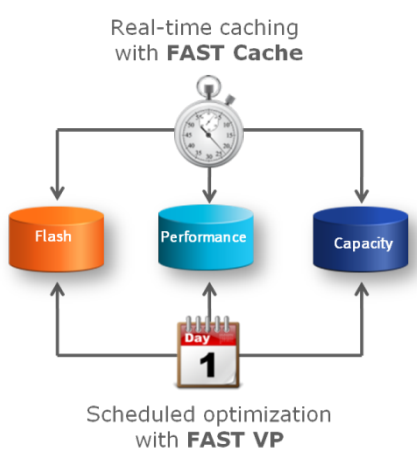 Real-time caching
with FAST Cache
Flash
Performance
Capacity
Day
1
Scheduled optimization
with FAST VP